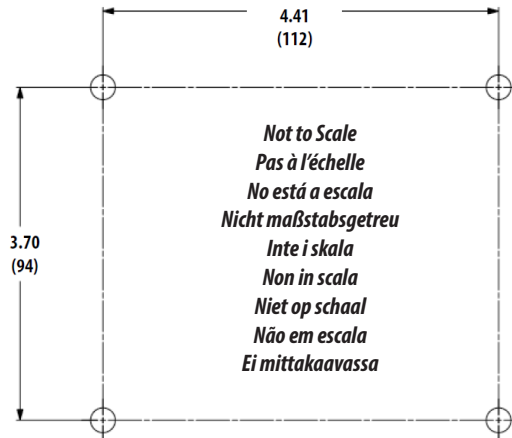 4.41
(112)
Not to Scale
Pas à l'échelle
No está a escala
Nicht maßstabsgetreu
Inte i skala
3.70
(94)
Non in scala
Niet op schaal
Não em escala
Ei mittakaavassa